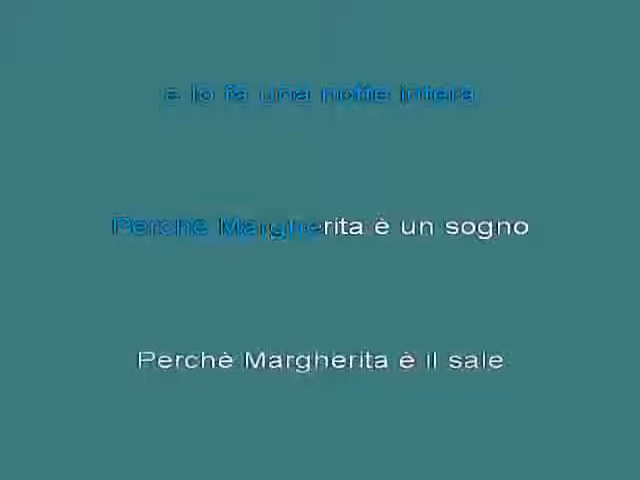 e lo fa una notte intera
Perchè Margherita è un sogno
Perchè Margherita è il sale